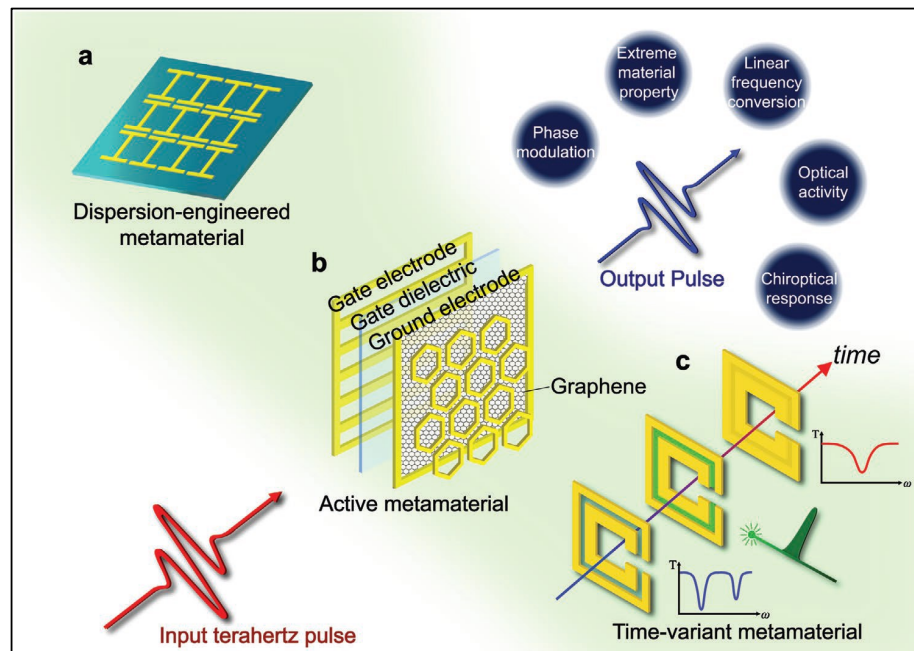 a
Dispersion-engineered
metamaterial
Extreme
material
property
Linear
frequency
conversion
Phase
modulation
Optical
activity
Chiroptical
response
Output Pulse
b
Gate electrode
Gate dielectric
Ground electrode
Graphene
Active metamaterial
c
time
T
ω
T
ω
Time-variant metamaterial
Input terahertz pulse